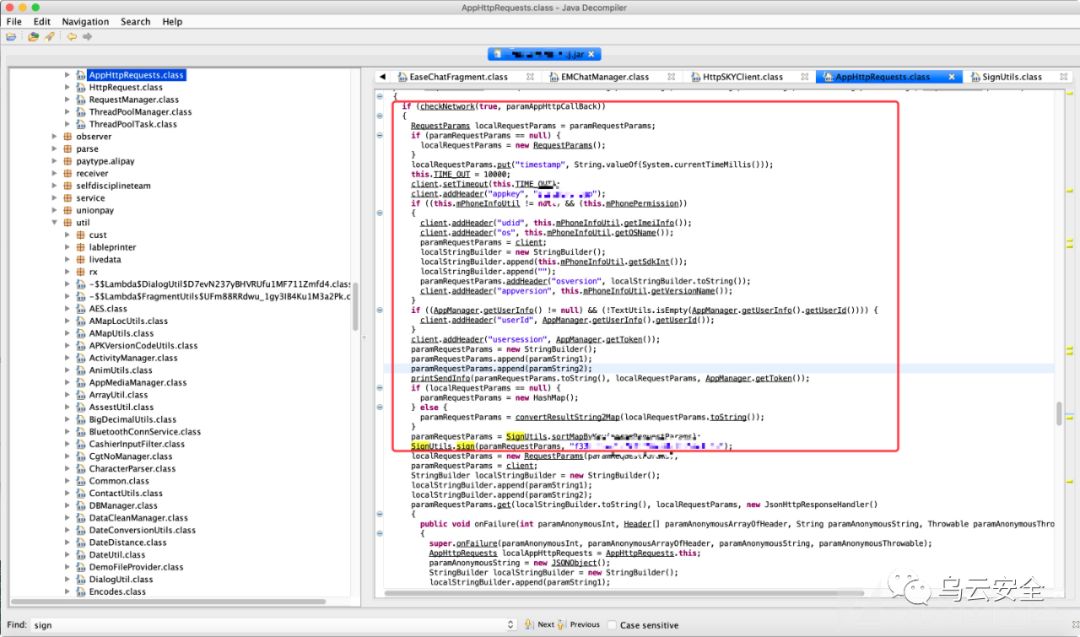 AppHttpRequests.class - Java Decompiler
File Edit Navigation Search Help
j.jar
AppHttpRequests.class
HttpRequest.class
RequestManager.class
ThreadPoolManager.class
ThreadPoolTask.class
observer
parse
paytype.alipay
receiver
selfdisciplineteam
service
unionpay
util
cust
lableprinter
livedata
rx
-$$Lambda$DialogUtil$D7evN237yBHVRUfu1MF711Zmfd4.class
-$$Lambda$FragmentUtils$UFm88RRdwu_1gy3IB4Ku1M3a2Pk.c
AES.class
AMapLocUtils.class
AMapUtils.class
APKVersionCodeUtils.class
ActivityManager.class
AnimUtils.class
AppMediaManager.class
ArrayUtil.class
AssestUtil.class
BigDecimalUtils.class
BluetoothConnService.class
CashierInputFilter.class
CgtNoManager.class
CharacterParser.class
Common.class
ContactUtils.class
DBManager.class
DataCleanManager.class
DateConversionUtils.class
DateDistance.class
DateUtil.class
DemoFileProvider.class
DialogUtil.class
Encodes.class
EaseChatFragment.class EMChatManager.class HttpSKYClient.class AppHttpRequests.class SignUtils.class
{
if (checkNetwork(true, paramAppHttpCallBack))
{
RequestParams localRequestParams = paramRequestParams;
if (paramRequestParams == null) {
localRequestParams = new RequestParams();
}
localRequestParams.put("timestamp", String.valueOf(System.currentTimeMillis()));
this.TIME_OUT = 10000;
client.setTimeout(this.TIME_OUT);
client.addHeader("appkey", "p");
if ((this.mPhoneInfoUtil != null) && (this.mPhonePermission))
{
client.addHeader("udid", this.mPhoneInfoUtil.getImeiInfo());
client.addHeader("os", this.mPhoneInfoUtil.getOSName());
paramRequestParams = client;
localStringBuilder = new StringBuilder();
localStringBuilder.append(this.mPhoneInfoUtil.getSdkInt());
localStringBuilder.append("");
paramRequestParams.addHeader("osversion", localStringBuilder.toString());
client.addHeader("appversion", this.mPhoneInfoUtil.getVersionName());
}
if ((AppManager.getUserInfo() != null) && (!TextUtils.isEmpty(AppManager.getUserInfo().getUserId()))) {
client.addHeader("userId", AppManager.getUserInfo().getUserId());
}
client.addHeader("usersession", AppManager.getToken());
paramRequestParams = new StringBuilder();
paramRequestParams.append(paramString1);
paramRequestParams.append(paramString2);
printSendInfo(paramRequestParams.toString(), localRequestParams, AppManager.getToken());
if (localRequestParams == null) {
paramRequestParams = new HashMap();
} else {
paramRequestParams = convertResultString2Map(localRequestParams.toString());
}
paramRequestParams = SignUtils.sortMapByKey(paramRequestParams);
SignUtils.sign(paramRequestParams, "f33");
localRequestParams = new RequestParams(paramRequestParams);
paramRequestParams = client;
StringBuilder localStringBuilder = new StringBuilder();
localStringBuilder.append(paramString1);
localStringBuilder.append(paramString2);
paramRequestParams.get(localStringBuilder.toString(), localRequestParams, new JsonHttpResponseHandler()
{
public void onFailure(int paramAnonymousInt, Header[] paramAnonymousArrayOfHeader, String paramAnonymousString, Throwable paramAnonymousThro
{
super.onFailure(paramAnonymousInt, paramAnonymousArrayOfHeader, paramAnonymousString, paramAnonymousThrowable);
AppHttpRequests localAppHttpRequests = AppHttpRequests.this;
paramAnonymousString = new JSONObject();
StringBuilder localStringBuilder = new StringBuilder();
localStringBuilder.append(paramString1);
乌云安全
Find: sign Next Previous Case sensitive